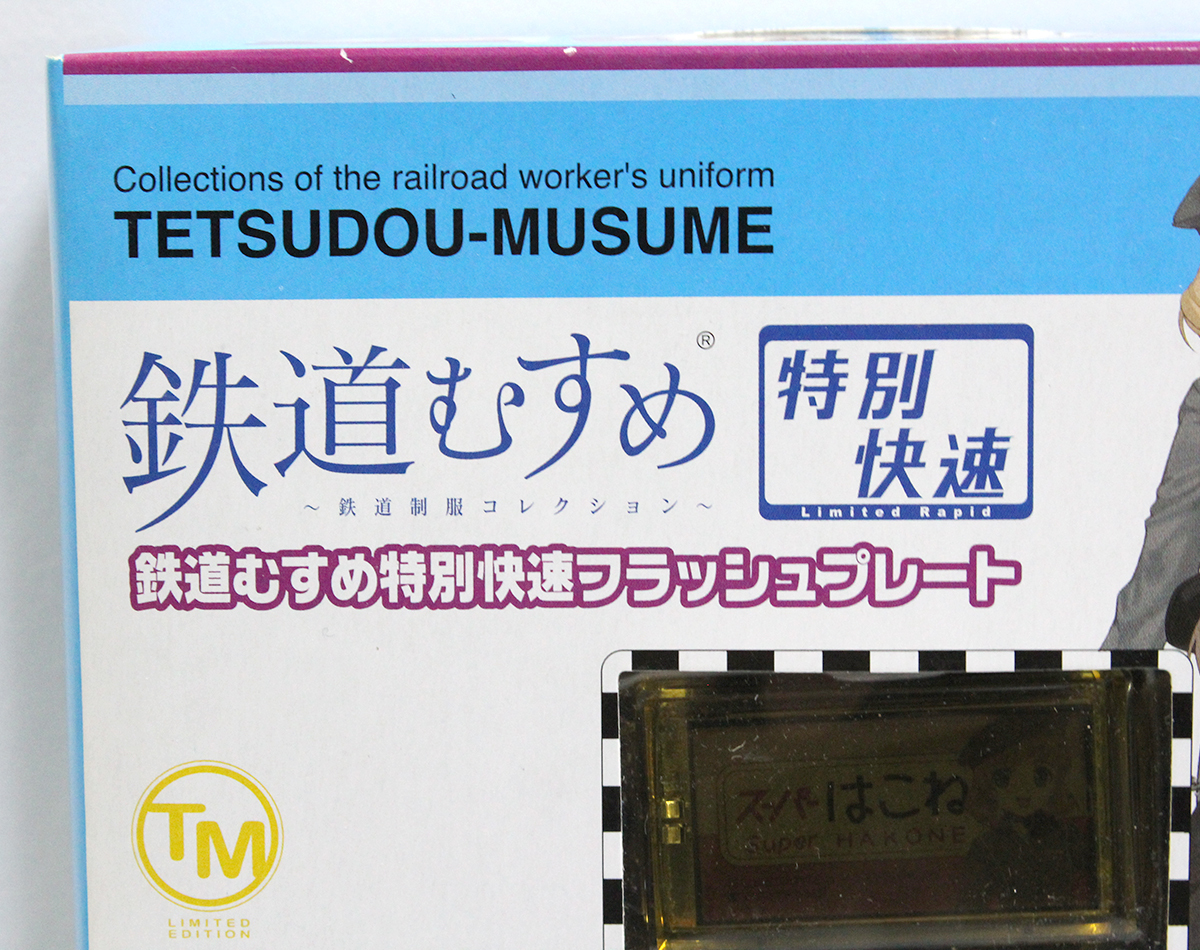 Collections of the railroad worker's uniform
TETSUDOU-MUSUME
鉄道むすめ®
～鉄道制服コレクション～
特別
快速
Limited Rapid
鉄道むすめ特別快速フラッシュプレート
スーパーはこね
Super HAKONE
TM
LIMITED
EDITION